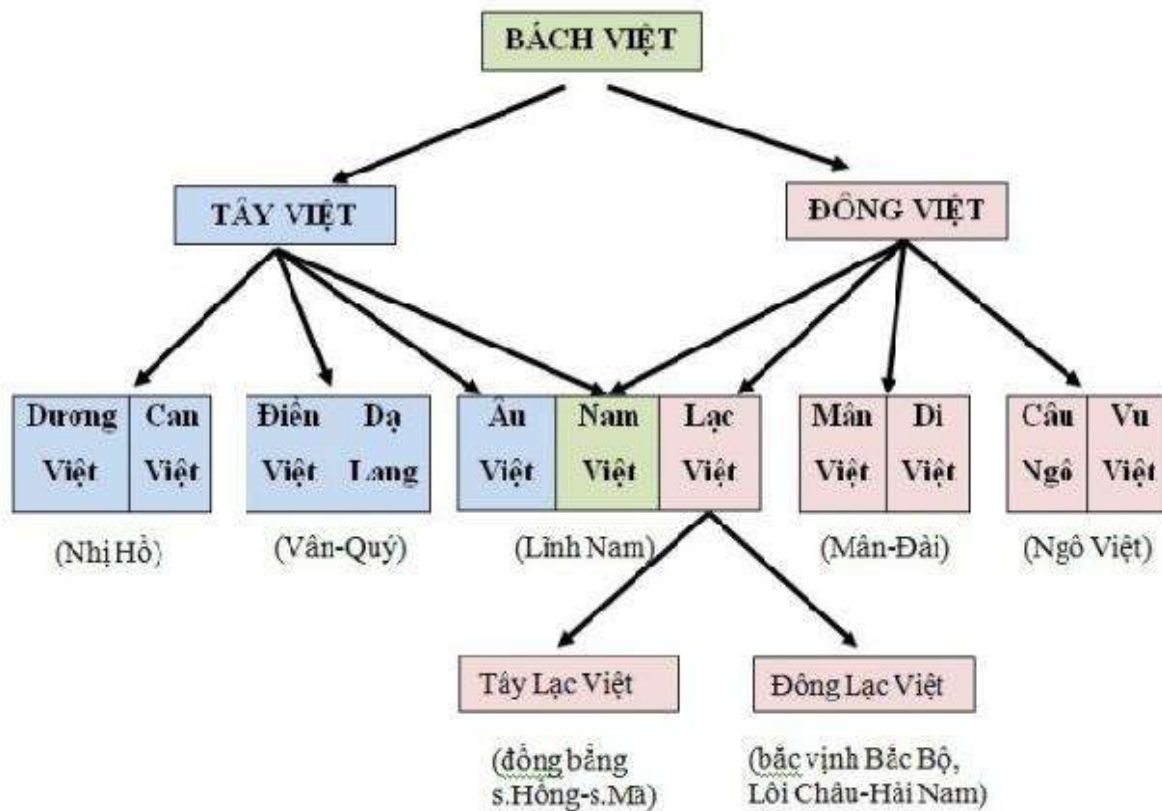 BÁCH VIỆT
TÂY VIỆT
ĐÔNG VIỆT
Dương
Việt
Can
Việt
Điền
Việt
Dạ
Lang
Âu
Việt
Nam
Việt
Lạc
Việt
Mân
Việt
Di
Việt
Câu
Ngô
Vu
Việt
(Nhị Hồ)
(Vân-Quý)
(Lĩnh Nam)
(Mân-Đài)
(Ngô Việt)
Tây Lạc Việt
Đông Lạc Việt
(đồng bằng
s.Hồng-s.Mã)
(bắc vịnh Bắc Bộ,
Lôi Châu-Hải Nam)